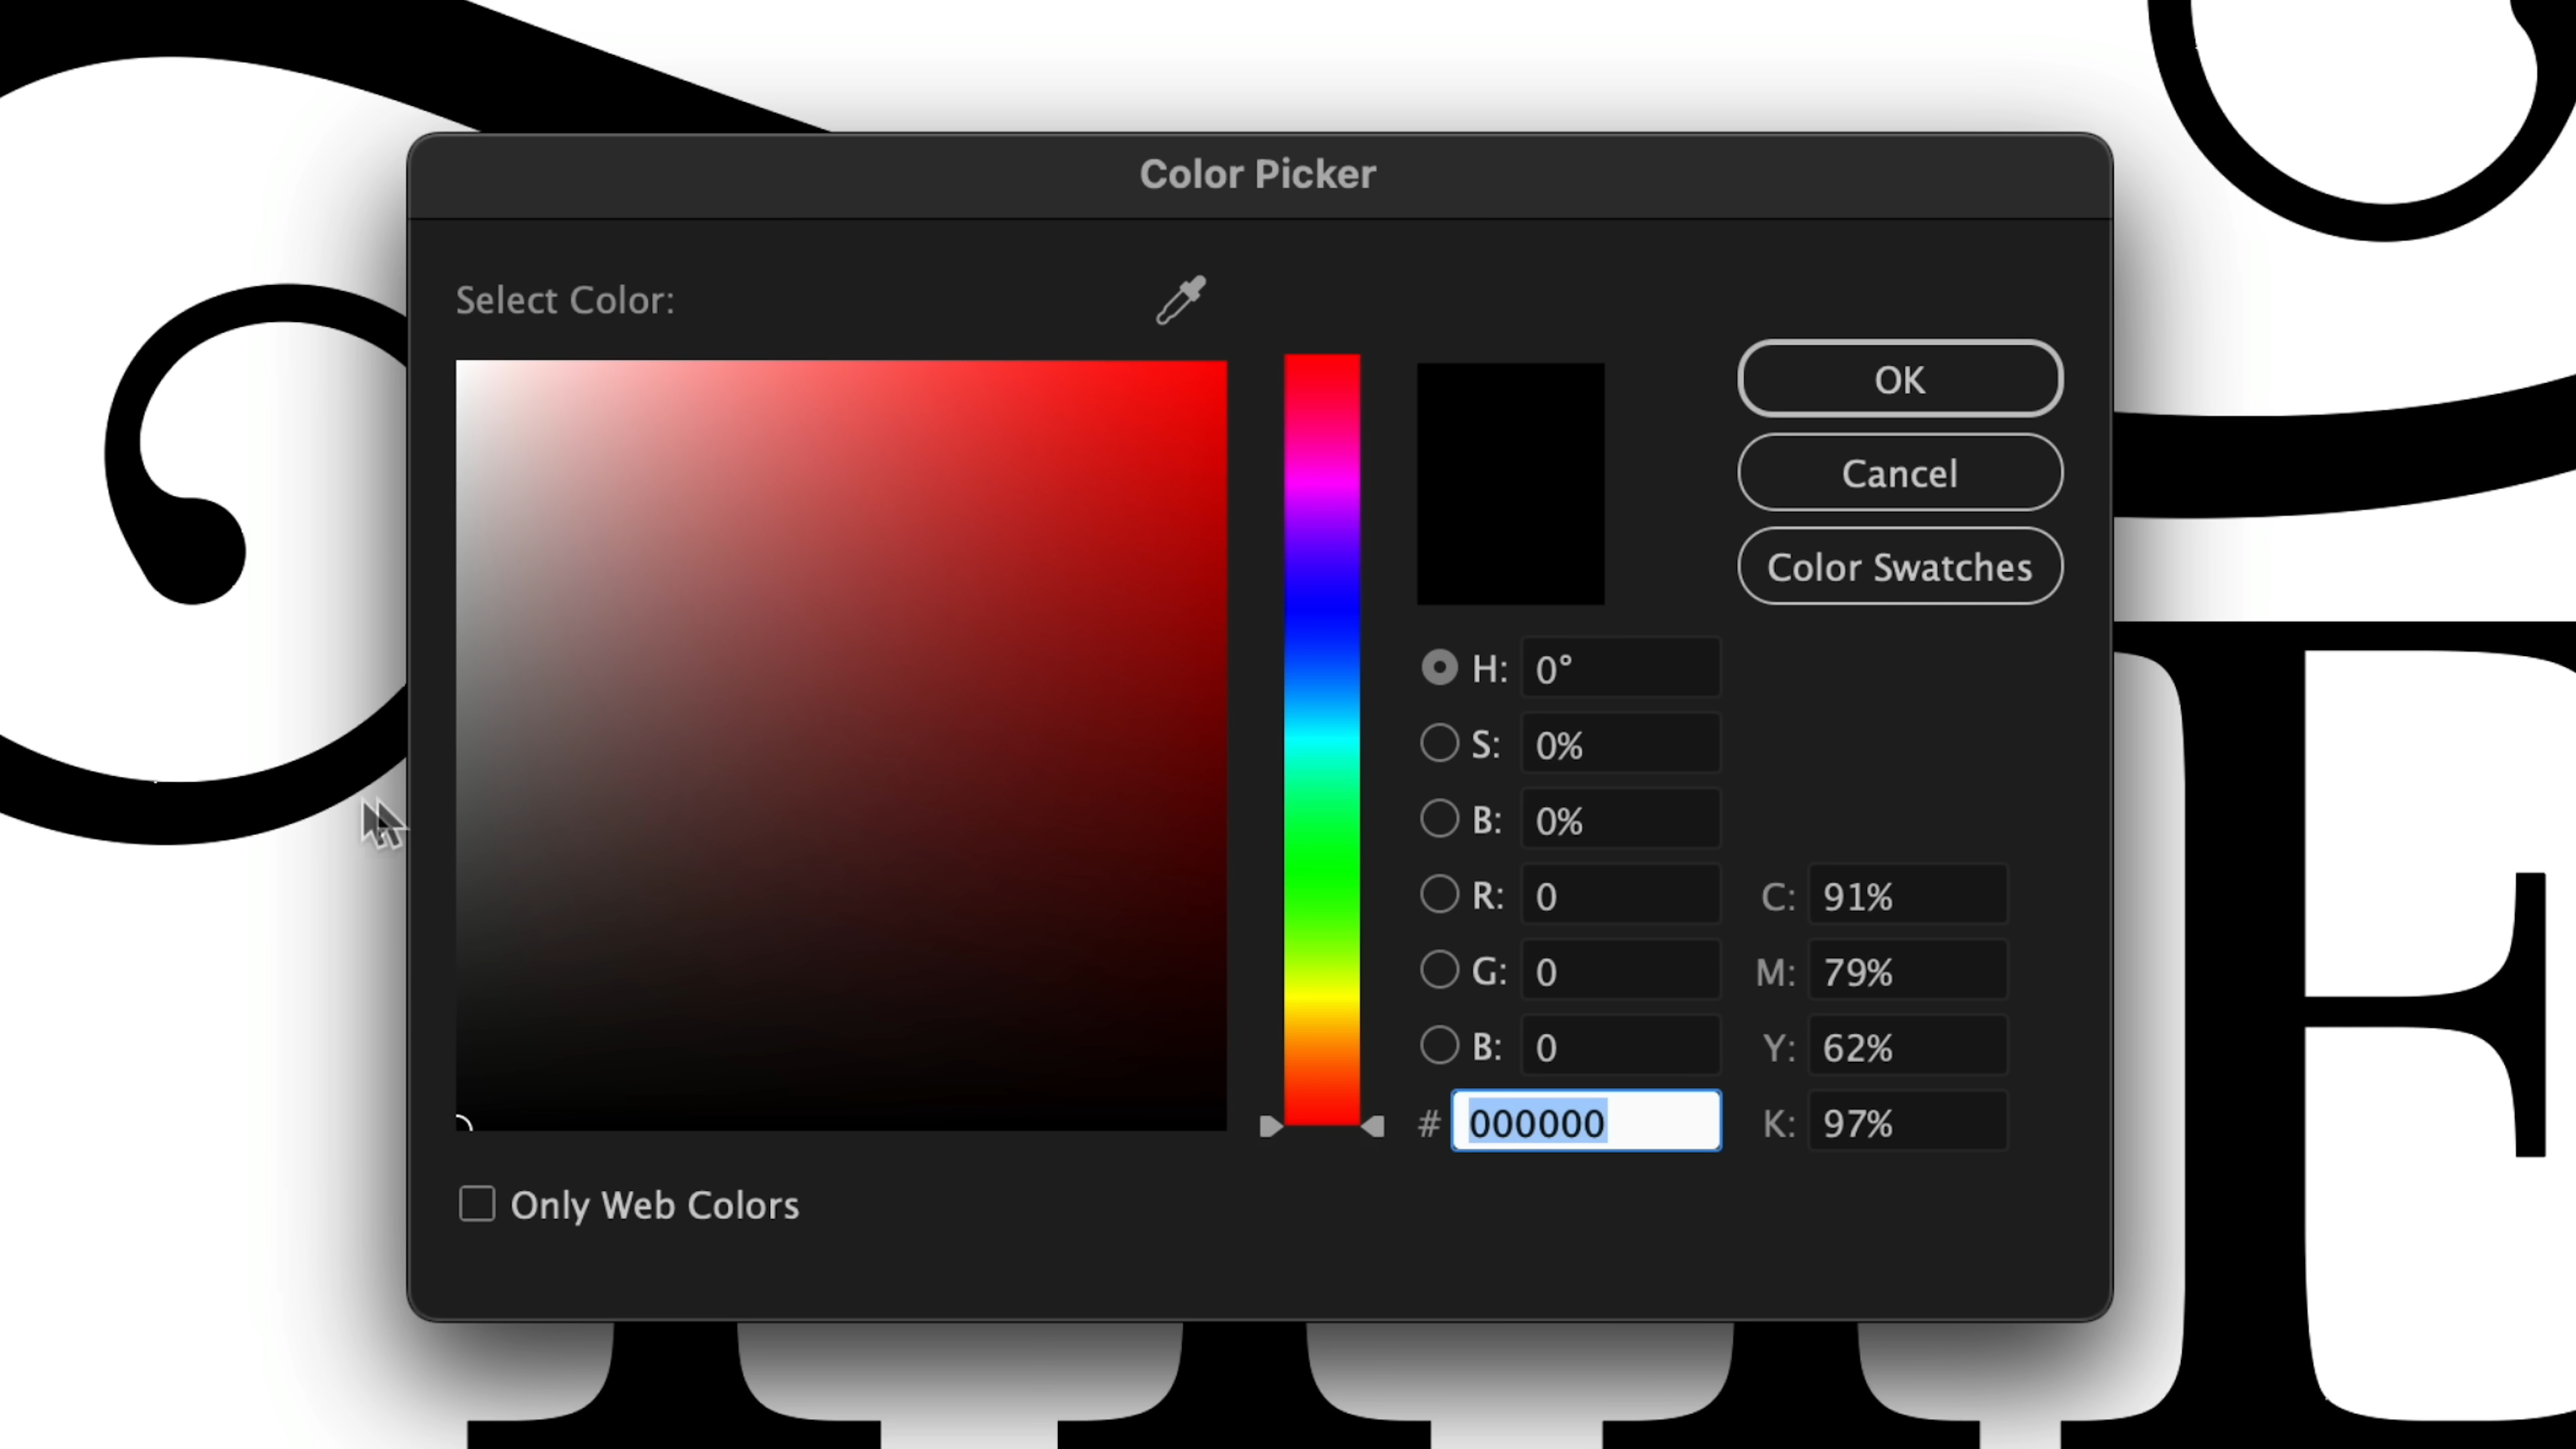 Color Picker
Select Color:
OK
Cancel
Color Swatches
H: 0°
S: 0%
B: 0%
R: 0 C: 91%
G: 0 M: 79%
B: 0 Y: 62%
# 000000 K: 97%
Only Web Colors
E